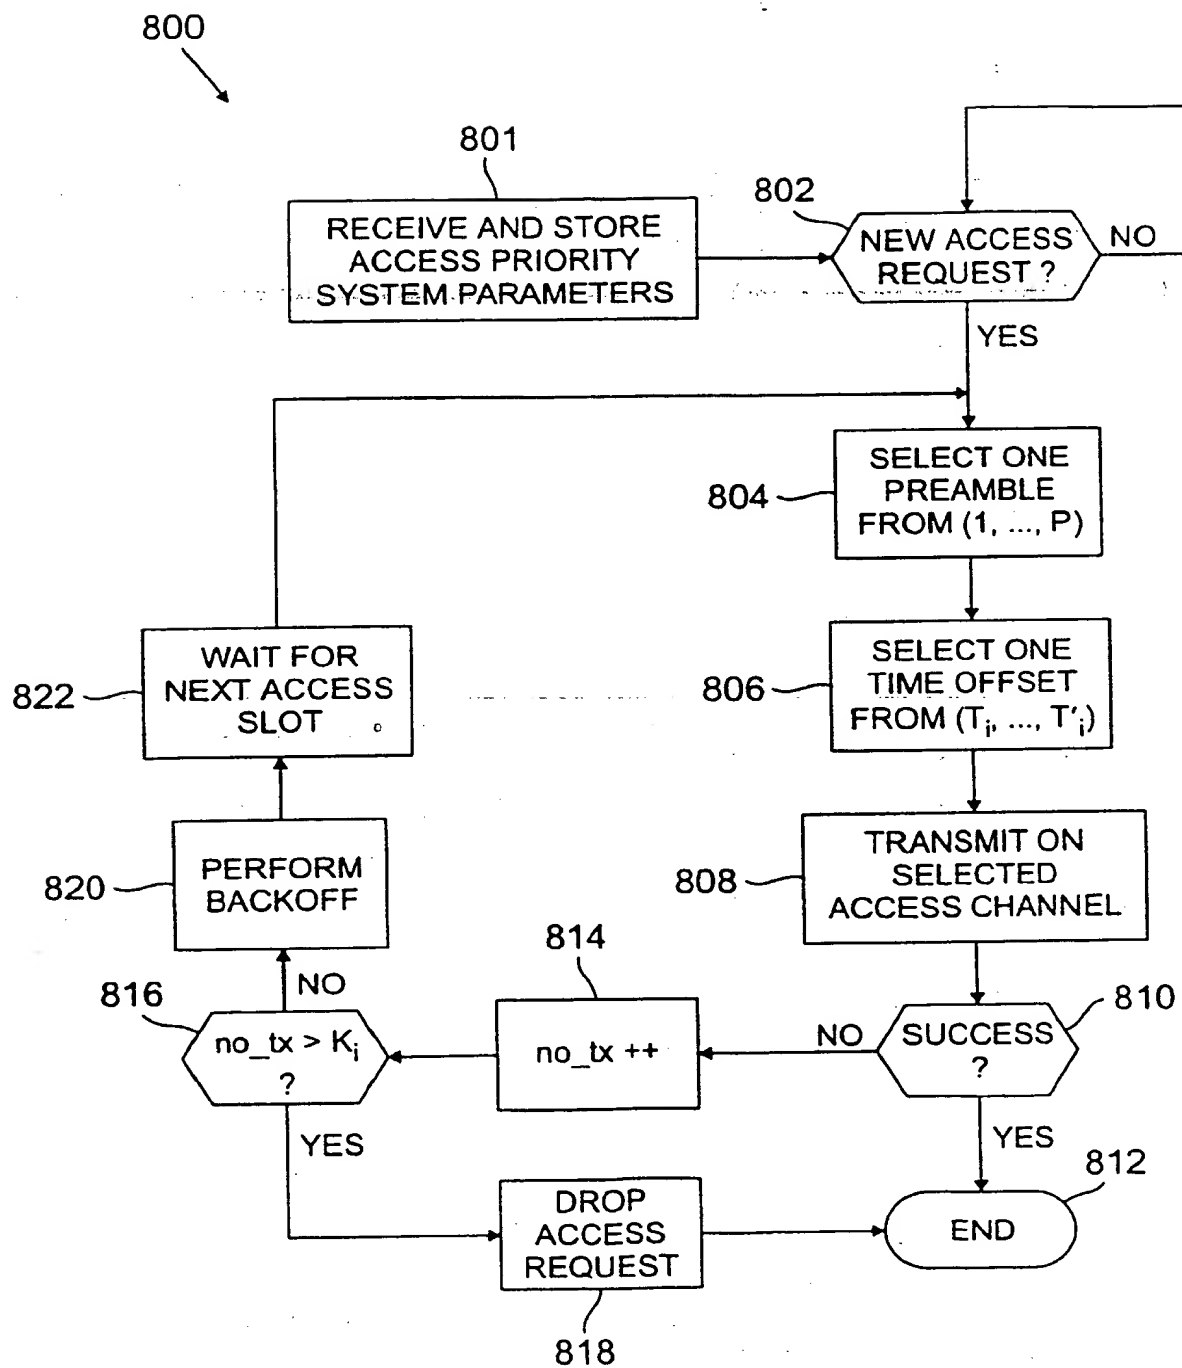 800
801
RECEIVE AND STORE
ACCESS PRIORITY
SYSTEM PARAMETERS
802
NEW ACCESS
REQUEST ?
NO
YES
SELECT ONE
PREAMBLE
FROM (1, ..., P)
804
SELECT ONE
TIME OFFSET
FROM (Ti, ..., T'i)
806
TRANSMIT ON
SELECTED
ACCESS CHANNEL
808
SUCCESS
?
810
NO
YES
812
END
814
no_tx ++
816
no_tx > Ki
?
NO
YES
DROP
ACCESS
REQUEST
818
PERFORM
BACKOFF
820
WAIT FOR
NEXT ACCESS
SLOT
822